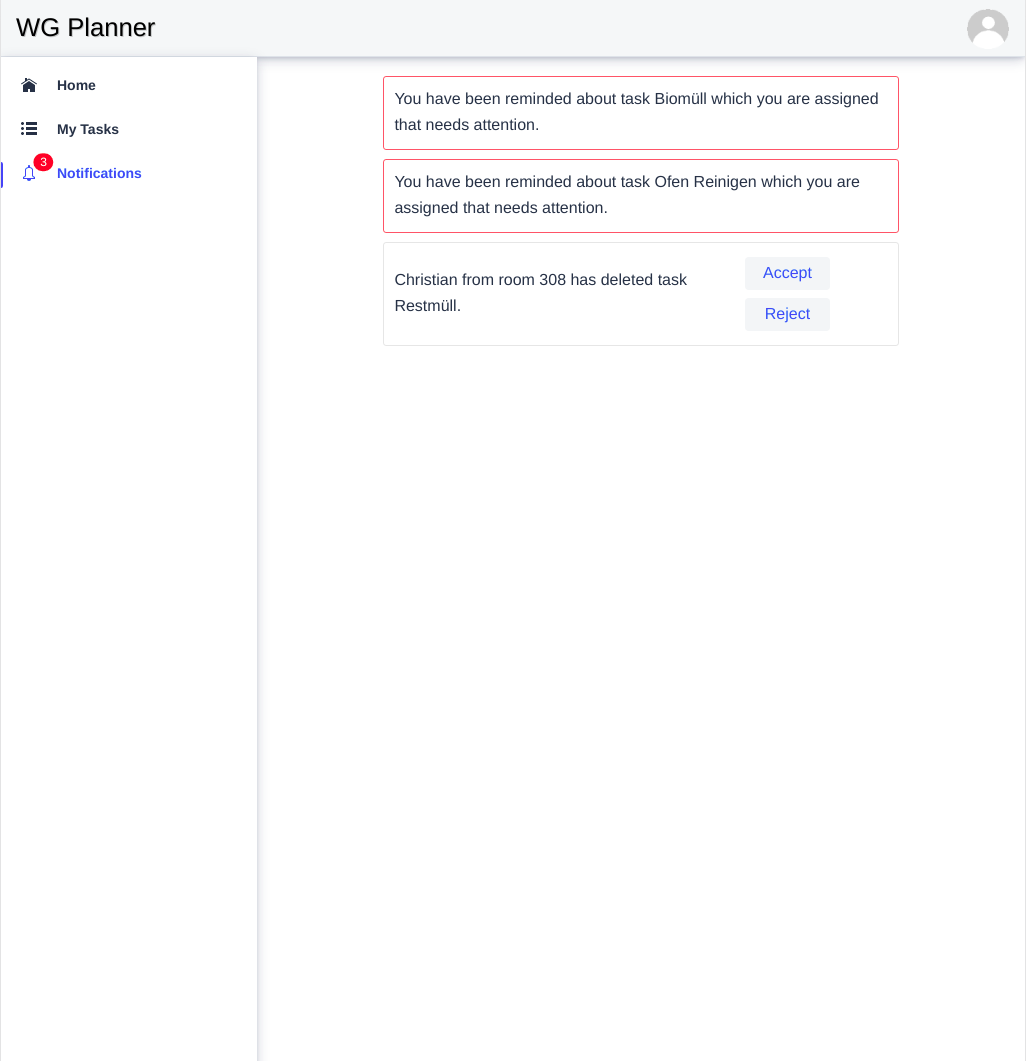 WG Planner
Home
My Tasks
3
Notifications
You have been reminded about task Biomüll which you are assigned
that needs attention.
You have been reminded about task Ofen Reinigen which you are
assigned that needs attention.
Christian from room 308 has deleted task
Restmüll.
Accept
Reject